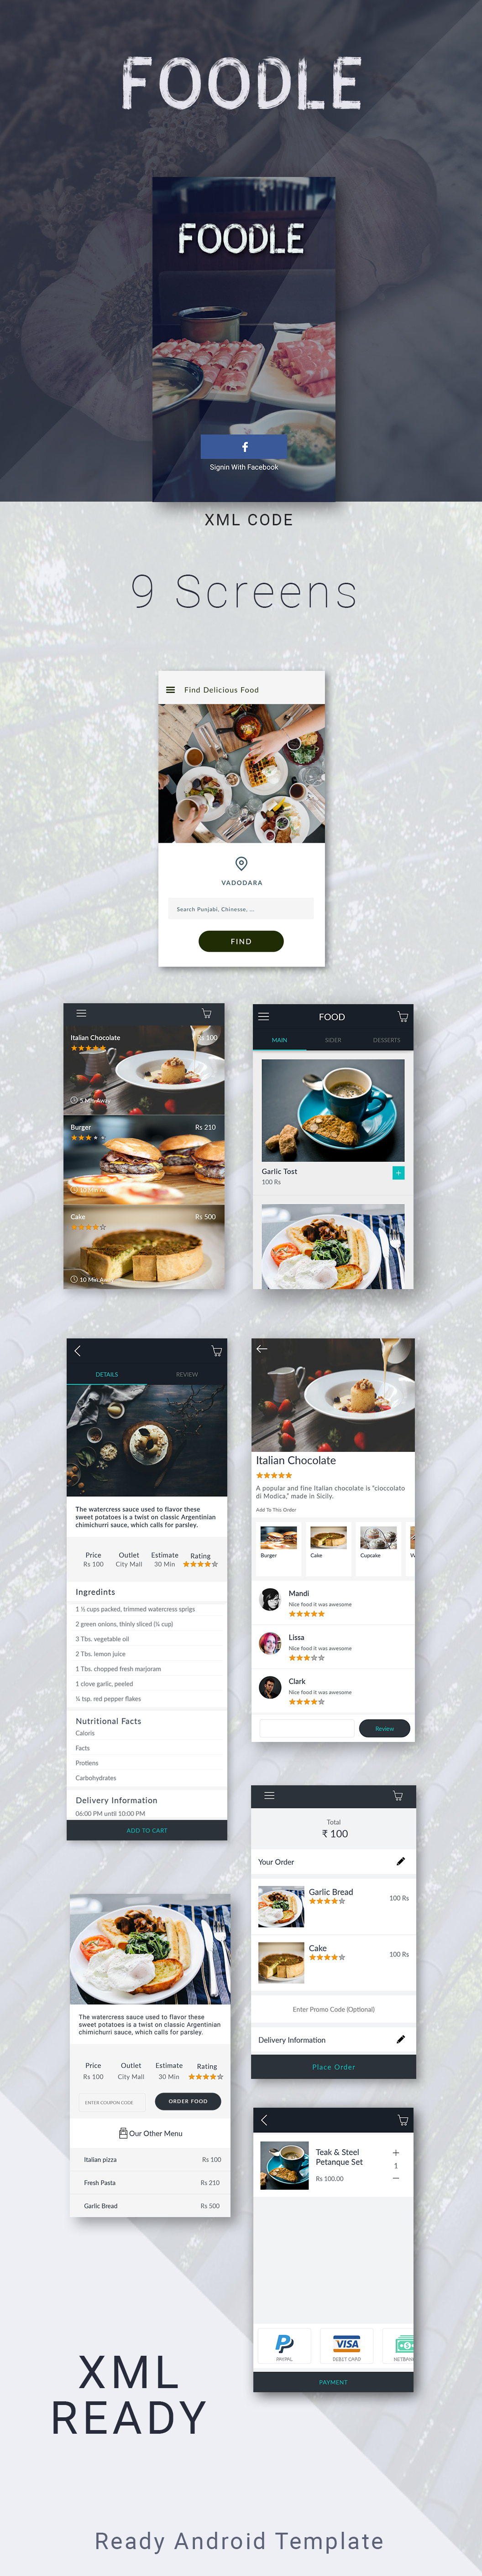 FOODLE
FOODLE
f
Signin With Facebook
XML CODE
9 Screens
Find Delicious Food
VADODARA
Search Punjabi, Chinesse, ...
FIND
Italian Chocolate
Rs 100
5 Min Away
Burger
Rs 210
10 Min Away
Cake
Rs 500
10 Min Away
FOOD
MAIN SIDER DESSERTS
Garlic Tost
+
100 Rs
DETAILS REVIEW
The watercress sauce used to flavor these
sweet potatoes is a twist on classic Argentinian
chimichurri sauce, which calls for parsley.
Price Outlet Estimate Rating
Rs 100 City Mall 30 Min
Ingredints
1 ½ cups packed, trimmed watercress sprigs
2 green onions, thinly sliced (¼ cup)
3 Tbs. vegetable oil
2 Tbs. lemon juice
1 Tbs. chopped fresh marjoram
1 clove garlic, peeled
¼ tsp. red pepper flakes
Nutritional Facts
Caloris
Facts
Protiens
Carbohydrates
Delivery Information
06:00 PM until 10:00 PM
ADD TO CART
Italian Chocolate
A popular and fine Italian chocolate is "cioccolato
di Modica," made in Sicily.
Add To This Order
Burger Cake Cupcake
Mandi
Nice food it was awesome
Lissa
Nice food it was awesome
Clark
Nice food it was awesome
Review
Total
₹ 100
Your Order
Garlic Bread
100 Rs
Cake
100 Rs
Enter Promo Code (Optional)
Delivery Information
Place Order
The watercress sauce used to flavor these
sweet potatoes is a twist on classic Argentinian
chimichurri sauce, which calls for parsley.
Price Outlet Estimate Rating
Rs 100 City Mall 30 Min
ENTER COUPON CODE
ORDER FOOD
Our Other Menu
Italian pizza Rs 100
Fresh Pasta Rs 210
Garlic Bread Rs 500
Teak & Steel
Petanque Set
Rs 100.00
+
1
−
VISA
PAYPAL DEBIT CARD NETBAN
PAYMENT
XML
READY
Ready Android Template